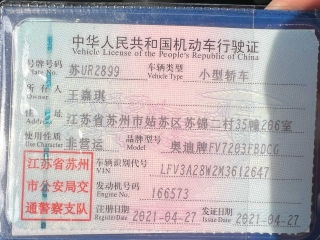 中华人民共和国机动车行驶证
Vehicle License of the People's Republic of China
号牌号码 苏UR2899 车辆类型 小型轿车
Plate No. Vehicle Type
所有人 王嘉琪
Owner
住址 江苏省苏州市姑苏区苏锦二村35幢206室
Address
使用性质 非营运 品牌型号 奥迪牌FV7203FBDCG
Use Character Model
江苏省苏州 车辆识别代号 LFV3A28W2M3612647
VIN
市公安局交 发动机号码 166573
Engine No.
通警察支队 注册日期 2021-04-27 发证日期 2021-04-27
Register Date Issue Date